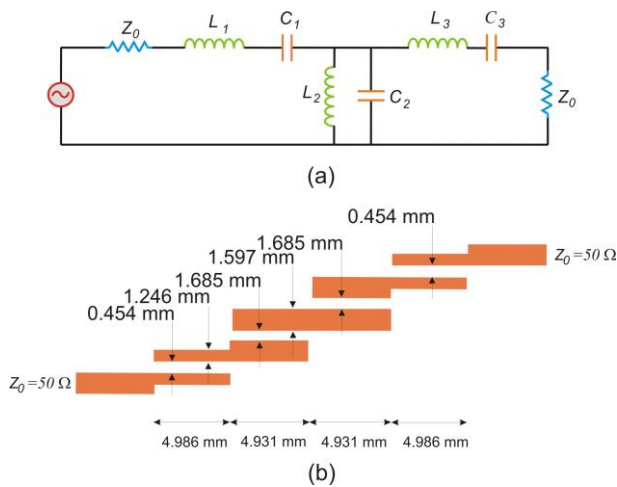 Z0
L1
C1
L3
C3
L2
C2
Z0
(a)
0.454 mm
1.685 mm
1.597 mm
Z0=50 Ω
1.685 mm
1.246 mm
0.454 mm
Z0=50 Ω
4.986 mm 4.931 mm 4.931 mm 4.986 mm
(b)